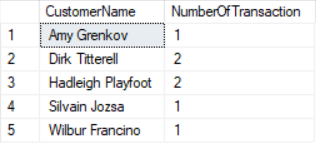 CustomerName NumberOfTransaction
1 Amy Grenkov 1
2 Dirk Titterell 2
3 Hadleigh Playfoot 2
4 Silvain Jozsa 1
5 Wilbur Francino 1